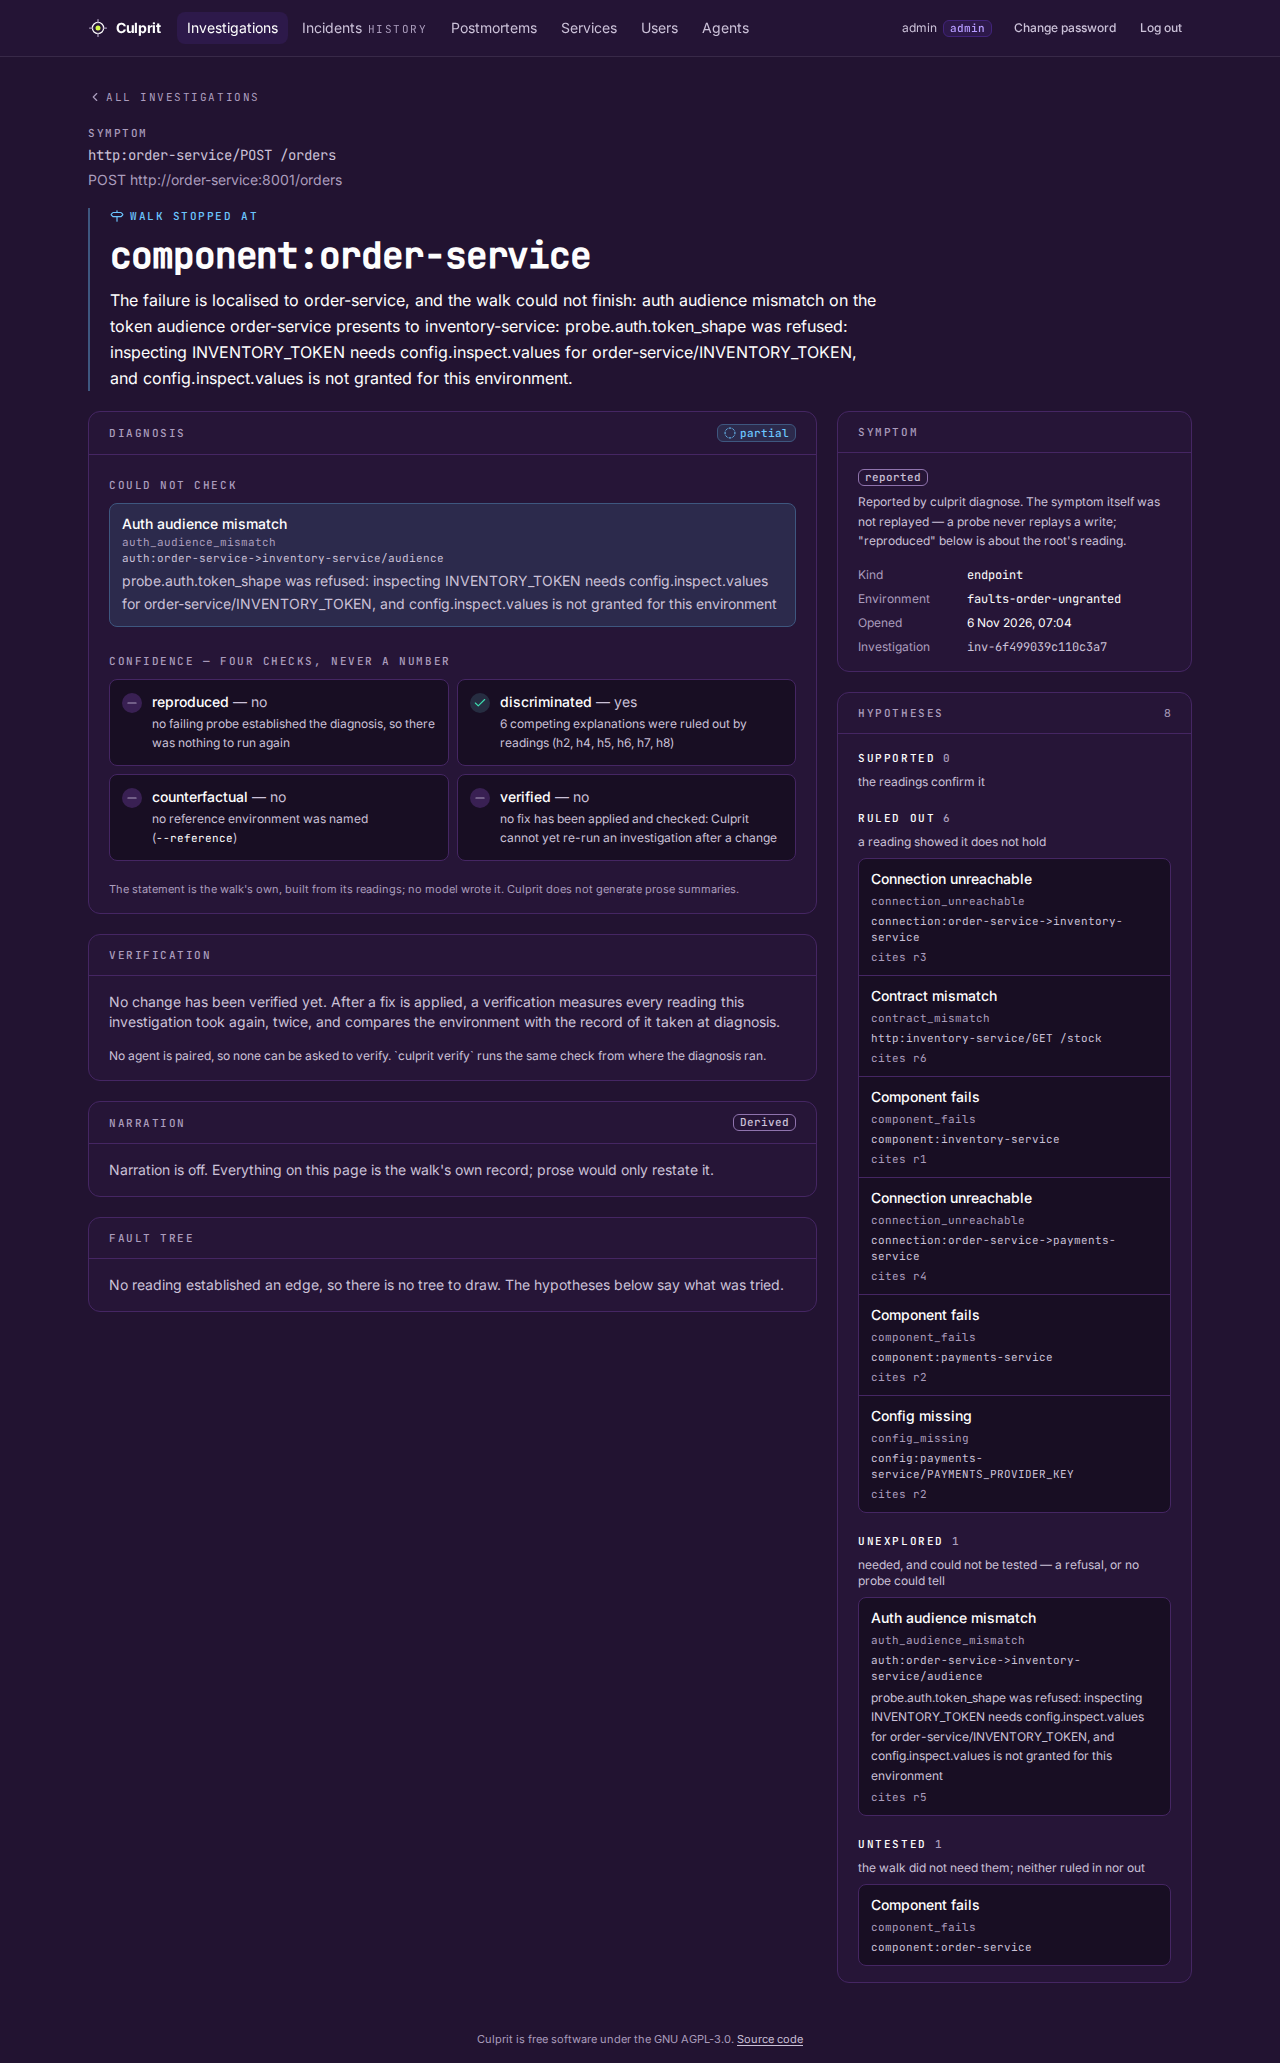 Culprit
Investigations
Incidents HISTORY
Postmortems
Services
Users
Agents
admin admin
Change password
Log out
ALL INVESTIGATIONS
SYMPTOM
http:order-service/POST /orders
POST http://order-service:8001/orders
WALK STOPPED AT
component:order-service
The failure is localised to order-service, and the walk could not finish: auth audience mismatch on the
token audience order-service presents to inventory-service: probe.auth.token_shape was refused:
inspecting INVENTORY_TOKEN needs config.inspect.values for order-service/INVENTORY_TOKEN,
and config.inspect.values is not granted for this environment.
DIAGNOSIS
partial
COULD NOT CHECK
Auth audience mismatch
auth_audience_mismatch
auth:order-service->inventory-service/audience
probe.auth.token_shape was refused: inspecting INVENTORY_TOKEN needs config.inspect.values
for order-service/INVENTORY_TOKEN, and config.inspect.values is not granted for this environment
CONFIDENCE — FOUR CHECKS, NEVER A NUMBER
reproduced — no
no failing probe established the diagnosis, so there
was nothing to run again
discriminated — yes
6 competing explanations were ruled out by
readings (h2, h4, h5, h6, h7, h8)
counterfactual — no
no reference environment was named
(--reference)
verified — no
no fix has been applied and checked: Culprit
cannot yet re-run an investigation after a change
The statement is the walk's own, built from its readings; no model wrote it. Culprit does not generate prose summaries.
VERIFICATION
No change has been verified yet. After a fix is applied, a verification measures every reading this
investigation took again, twice, and compares the environment with the record of it taken at diagnosis.
No agent is paired, so none can be asked to verify. `culprit verify` runs the same check from where the diagnosis ran.
NARRATION
Derived
Narration is off. Everything on this page is the walk's own record; prose would only restate it.
FAULT TREE
No reading established an edge, so there is no tree to draw. The hypotheses below say what was tried.
SYMPTOM
reported
Reported by culprit diagnose. The symptom itself was
not replayed — a probe never replays a write;
"reproduced" below is about the root's reading.
Kind endpoint
Environment faults-order-ungranted
Opened 6 Nov 2026, 07:04
Investigation inv-6f499039c110c3a7
HYPOTHESES 8
SUPPORTED 0
the readings confirm it
RULED OUT 6
a reading showed it does not hold
Connection unreachable
connection_unreachable
connection:order-service->inventory-
service
cites r3
Contract mismatch
contract_mismatch
http:inventory-service/GET /stock
cites r6
Component fails
component_fails
component:inventory-service
cites r1
Connection unreachable
connection_unreachable
connection:order-service->payments-
service
cites r4
Component fails
component_fails
component:payments-service
cites r2
Config missing
config_missing
config:payments-
service/PAYMENTS_PROVIDER_KEY
cites r2
UNEXPLORED 1
needed, and could not be tested — a refusal, or no
probe could tell
Auth audience mismatch
auth_audience_mismatch
auth:order-service->inventory-
service/audience
probe.auth.token_shape was refused: inspecting
INVENTORY_TOKEN needs config.inspect.values
for order-service/INVENTORY_TOKEN, and
config.inspect.values is not granted for this
environment
cites r5
UNTESTED 1
the walk did not need them; neither ruled in nor out
Component fails
component_fails
component:order-service
Culprit is free software under the GNU AGPL-3.0. Source code